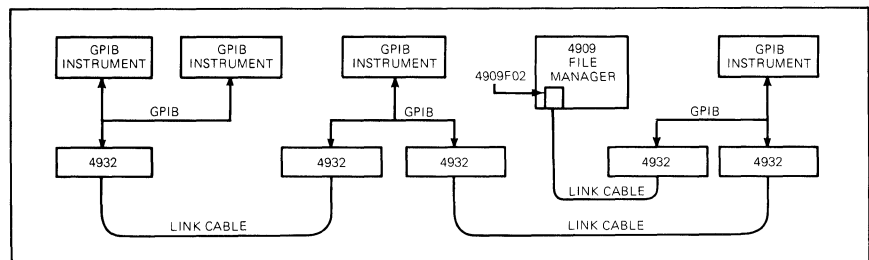 GPIB
INSTRUMENT
GPIB
INSTRUMENT
GPIB
INSTRUMENT
4909
FILE
MANAGER
GPIB
INSTRUMENT
4909F02
GPIB
GPIB
GPIB
4932
4932
4932
4932
4932
LINK CABLE
LINK CABLE
LINK CABLE